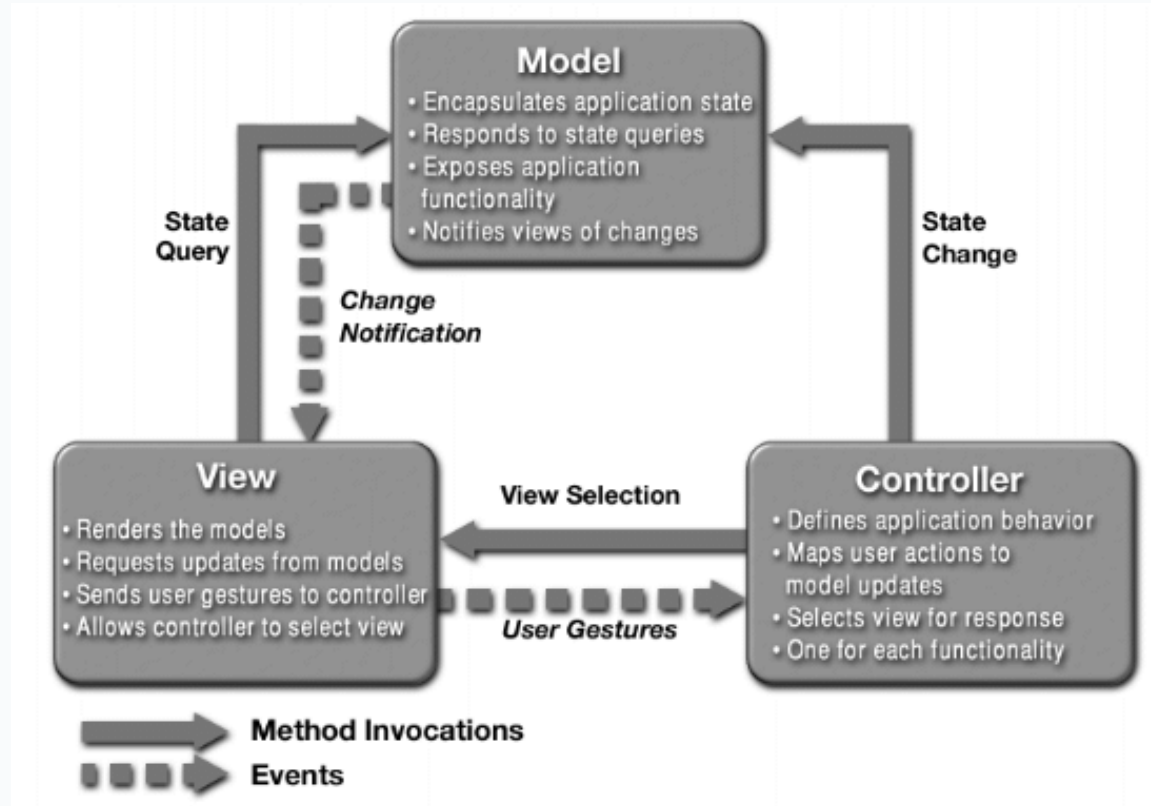 Model
• Encapsulates application state
• Responds to state queries
• Exposes application
functionality
• Notifies views of changes
State
Query
Change
Notification
State
Change
View
• Renders the models
• Requests updates from models
• Sends user gestures to controller
• Allows controller to select view
View Selection
User Gestures
Controller
• Defines application behavior
• Maps user actions to
model updates
• Selects view for response
• One for each functionality
Method Invocations
Events